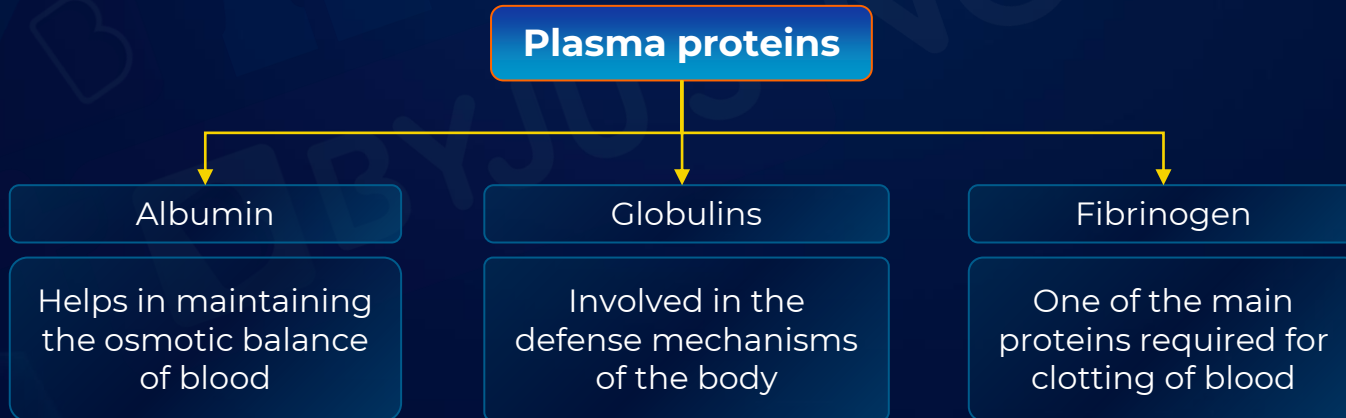 Plasma proteins
Albumin
Helps in maintaining
the osmotic balance
of blood
Globulins
Involved in the
defense mechanisms
of the body
Fibrinogen
One of the main
proteins required for
clotting of blood
BYJU'S